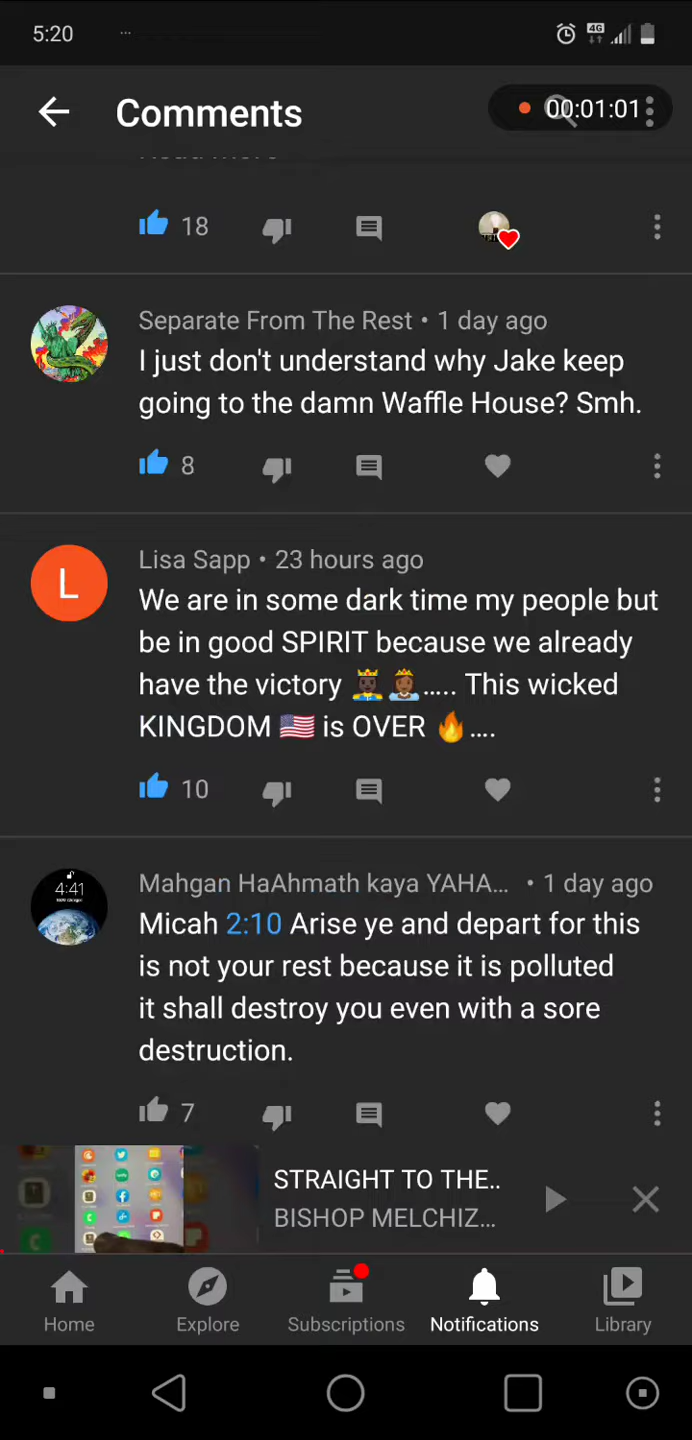 5:20
4G
Comments
00:01:01
Read more
18
Separate From The Rest • 1 day ago
I just don't understand why Jake keep
going to the damn Waffle House? Smh.
8
L
Lisa Sapp • 23 hours ago
We are in some dark time my people but
be in good SPIRIT because we already
have the victory 🤴🏿👸🏾..... This wicked
KINGDOM 🇺🇸 is OVER 🔥....
10
4:41
Mahgan HaAhmath kaya YAHA... • 1 day ago
Micah 2:10 Arise ye and depart for this
is not your rest because it is polluted
it shall destroy you even with a sore
destruction.
7
STRAIGHT TO THE..
BISHOP MELCHIZ...
Home
Explore
Subscriptions
Notifications
Library